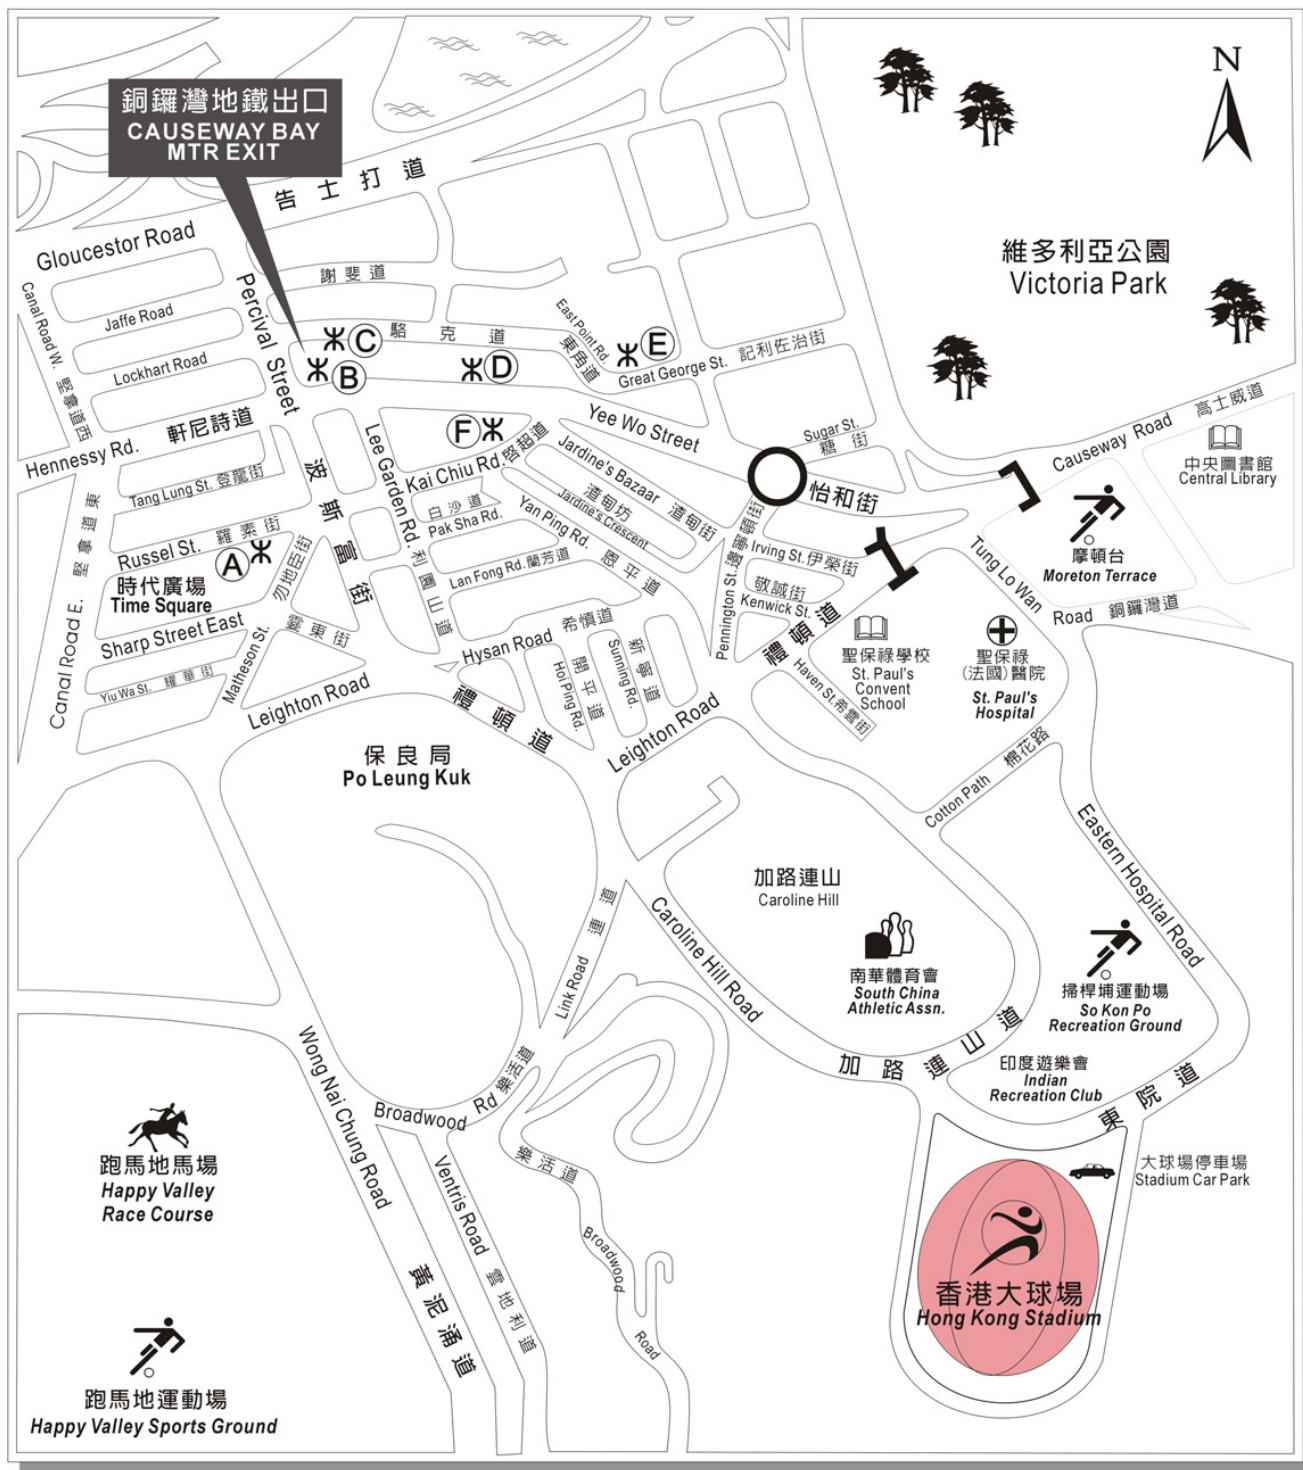 銅鑼灣地鐵出口
CAUSEWAY BAY
MTR EXIT
N
告士打道
Gloucestor Road
維多利亞公園
Victoria Park
謝斐道
Canal Road W. 堅拿道西
Jaffe Road
Percival Street
East Point Rd.
東角道
C
駱克道
E
Great George St. 記利佐治街
Lockhart Road
B
D
Yee Wo Street
Causeway Road 高士威道
Hennessy Rd. 軒尼詩道
F
Sugar St.
糖街
中央圖書館
Central Library
Lee Garden Rd. 利園山道
Kai Chiu Rd. 啓超道
Jardine's Bazaar 渣甸街
怡和街
Tang Lung St. 登龍街
波斯富街
白沙道
Pak Sha Rd.
渣甸坊
Jardine's Crescent
Yan Ping Rd. 恩平道
Russel St. 羅素街
A
Canal Road E. 堅拿道東
時代廣場
Time Square
勿地臣街
Matheson St.
Lan Fong Rd. 蘭芳道
Pennington St. 邊寧頓街
Irving St. 伊榮街
敬誠街
Kenwick St.
摩頓台
Moreton Terrace
Tung Lo Wan
Road 銅鑼灣道
Sharp Street East
霎東街
Yiu Wa St. 耀華街
Hysan Road 希慎道
開平道
Hoi Ping Rd.
新寧道
Sunning Rd.
禮頓道
Haven St. 希雲街
聖保祿學校
St. Paul's
Convent
School
聖保祿
(法國)醫院
St. Paul's
Hospital
Leighton Road
禮頓道
Leighton Road
保良局
Po Leung Kuk
Cotton Path 棉花路
Eastern Hospital Road
加路連山
Caroline Hill
Caroline Hill Road
Link Road 連道
南華體育會
South China
Athletic Assn.
掃桿埔運動場
So Kon Po
Recreation Ground
加路連山道
印度遊樂會
Indian
Recreation Club
東院道
Wong Nai Chung Road
Broadwood Rd 樂活道
跑馬地馬場
Happy Valley
Race Course
Ventris Road 雲地利道
樂活道
Broadwood
Road
大球場停車場
Stadium Car Park
黃泥涌道
香港大球場
Hong Kong Stadium
跑馬地運動場
Happy Valley Sports Ground